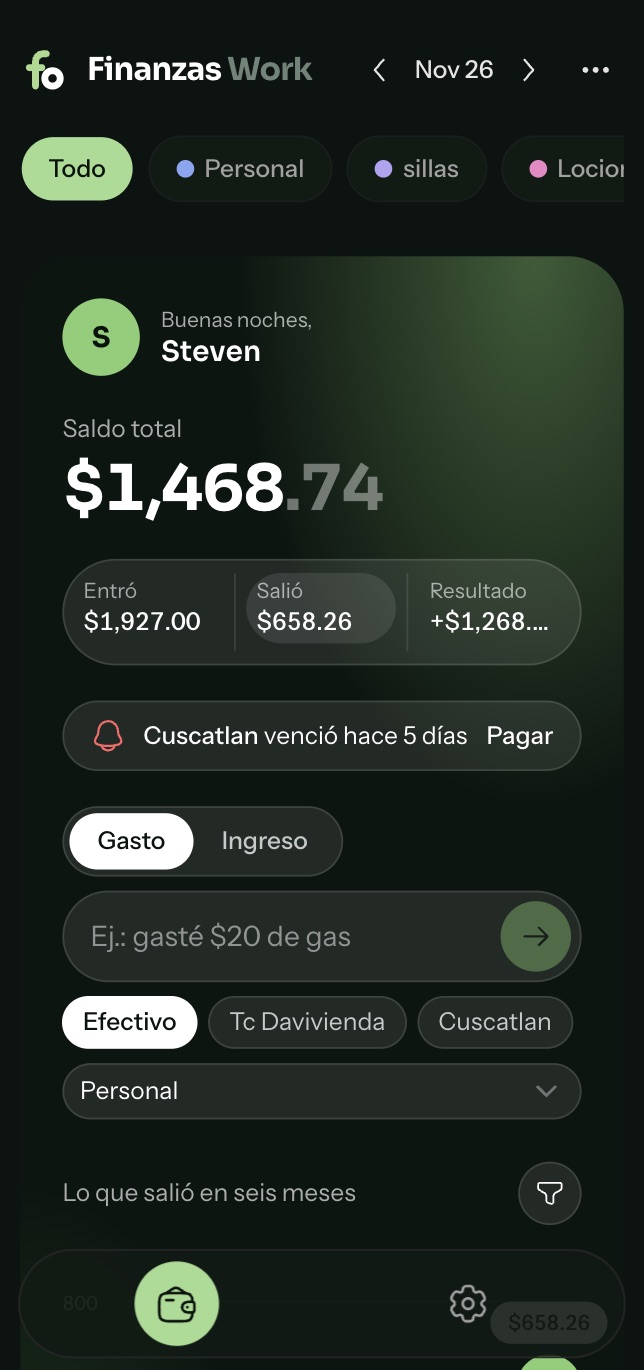 fo Finanzas Work Nov 26
Todo Personal sillas Locior
S
Buenas noches,
Steven
Saldo total
$1,468.74
Entró Salió Resultado
$1,927.00 $658.26 +$1,268....
Cuscatlan venció hace 5 días Pagar
Gasto Ingreso
Ej.: gasté $20 de gas
Efectivo Tc Davivienda Cuscatlan
Personal
Lo que salió en seis meses
800
$658.26